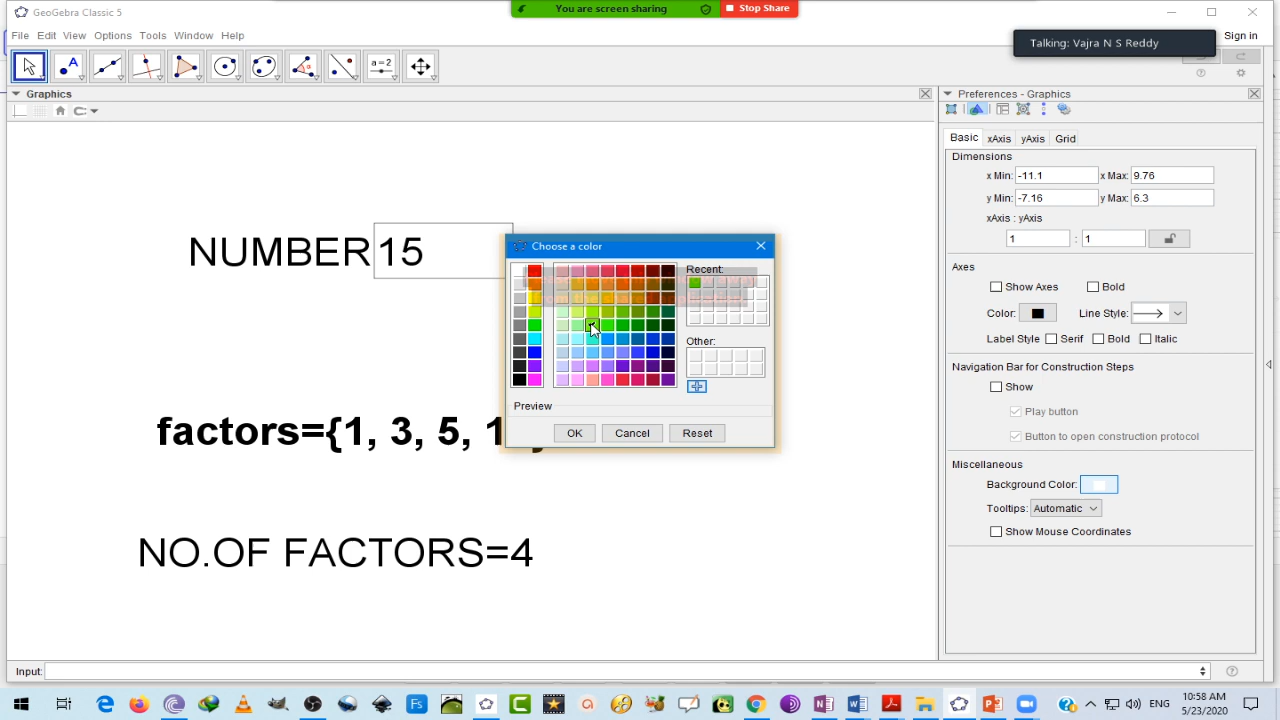 GeoGebra Classic 5
You are screen sharing
Stop Share
Talking: Vajra N S Reddy
File Edit View Options Tools Window Help
Sign in
a=2
Graphics
Preferences - Graphics
Basic xAxis yAxis Grid
Dimensions
x Min: -11.1 x Max: 9.76
y Min: -7.16 y Max: 6.3
xAxis : yAxis
1 : 1
Axes
Show Axes Bold
Color: Line Style:
Label Style Serif Bold Italic
Navigation Bar for Construction Steps
Show
Play button
Button to open construction protocol
Miscellaneous
Background Color:
Tooltips: Automatic
Show Mouse Coordinates
NUMBER 15
Choose a color
Recent:
Other:
Preview
OK Cancel Reset
factors={1, 3, 5, 1
NO.OF FACTORS=4
Input:
Fs
ENG
10:58 AM
5/23/2020